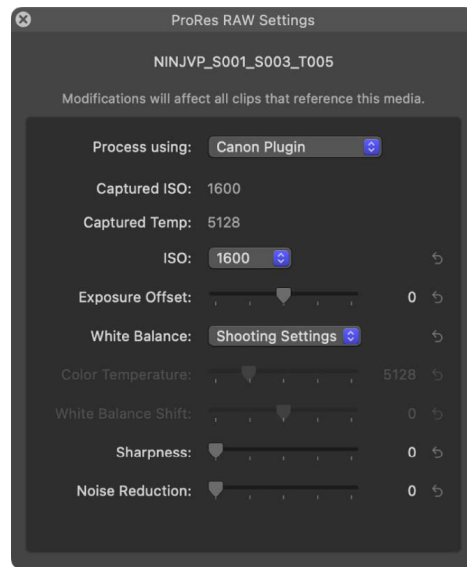 ProRes RAW Settings
NINJVP_S001_S003_T005
Modifications will affect all clips that reference this media.
Process using: Canon Plugin
Captured ISO: 1600
Captured Temp: 5128
ISO: 1600
Exposure Offset: 0
White Balance: Shooting Settings
Color Temperature: 5128
White Balance Shift: 0
Sharpness: 0
Noise Reduction: 0